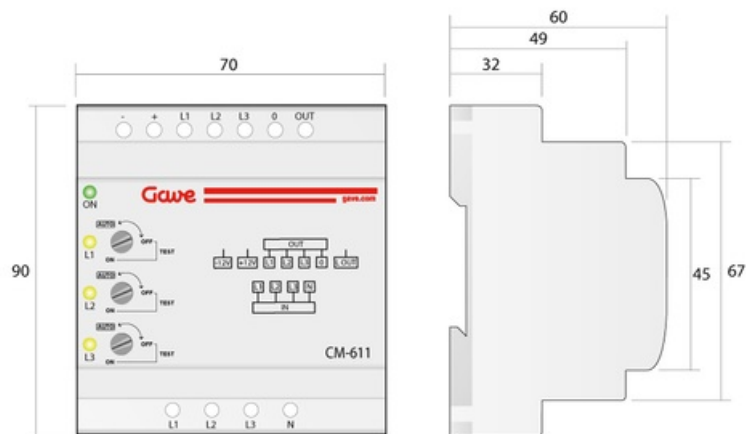 60
49
70
32
- + L1 L2 L3 0 OUT
ON
Gave
gave.com
AUTO
OFF
L1
ON
TEST
OUT
-12V +12V L1 L2 L3 0 L OUT
90
AUTO
OFF
L2
ON
TEST
L1 L2 L3 N
IN
45
67
AUTO
OFF
L3
ON
TEST
CM-611
L1 L2 L3 N